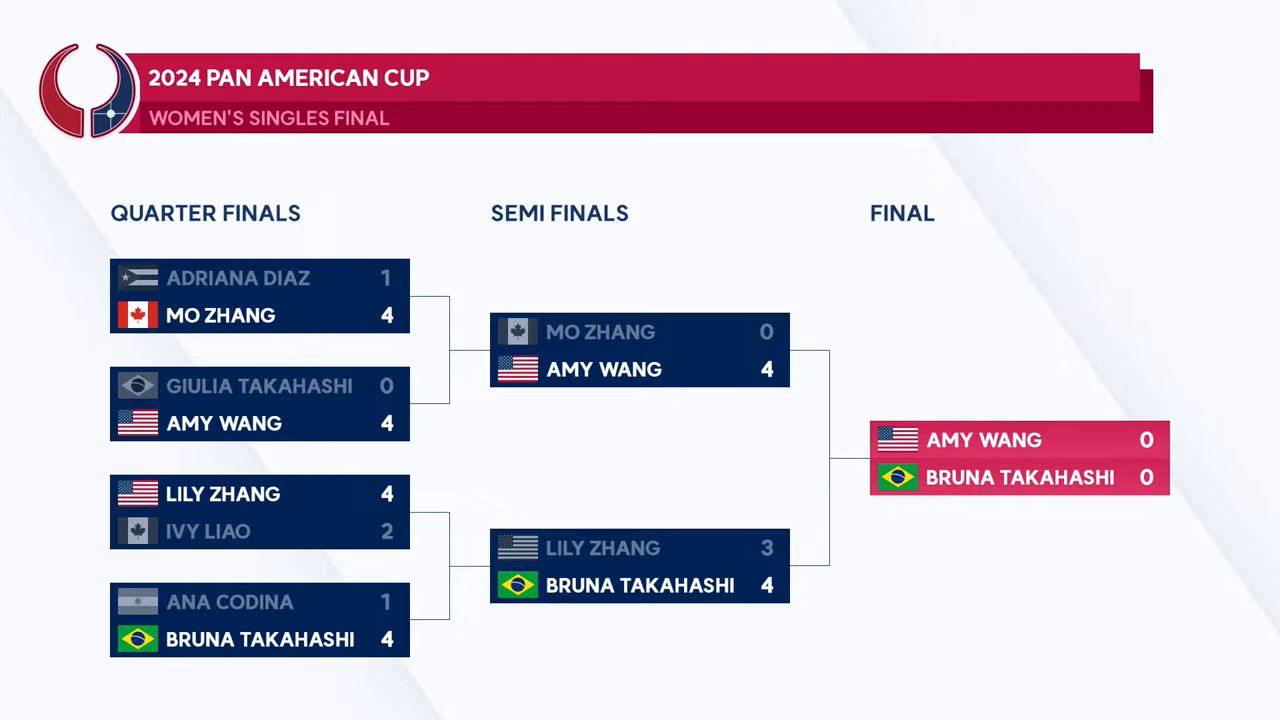 2024 PAN AMERICAN CUP
WOMEN'S SINGLES FINAL
QUARTER FINALS
ADRIANA DIAZ 1
MO ZHANG 4
GIULIA TAKAHASHI 0
AMY WANG 4
LILY ZHANG 4
IVY LIAO 2
ANA CODINA 1
BRUNA TAKAHASHI 4
SEMI FINALS
MO ZHANG 0
AMY WANG 4
LILY ZHANG 3
BRUNA TAKAHASHI 4
FINAL
AMY WANG 0
BRUNA TAKAHASHI 0